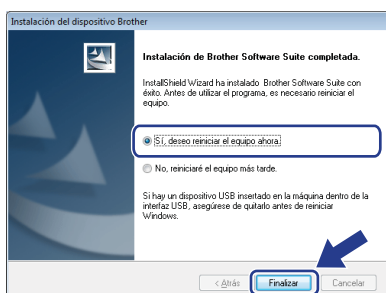 Instalación del dispositivo Brother
Instalación de Brother Software Suite completada.
InstallShield Wizard ha instalado Brother Software Suite con
éxito. Antes de utilizar el programa, es necesario reiniciar el
equipo.
Sí, deseo reiniciar el equipo ahora.
No, reiniciaré el equipo más tarde.
Si hay un dispositivo USB insertado en la máquina dentro de la
interfaz USB, asegúrese de quitarlo antes de reiniciar
Windows.
< Atrás Finalizar Cancelar